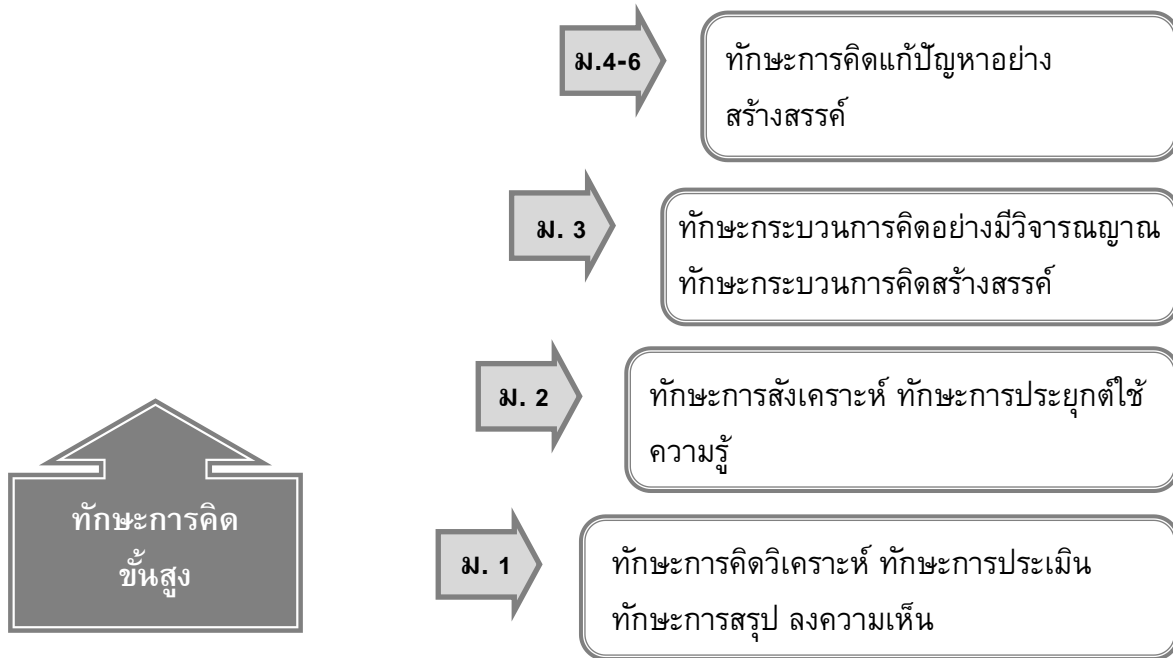 ม.4-6
ทักษะการคิดแก้ปัญหาอย่าง
สร้างสรรค์
ม. 3
ทักษะกระบวนการคิดอย่างมีวิจารณญาณ
ทักษะกระบวนการคิดสร้างสรรค์
ม. 2
ทักษะการสังเคราะห์ ทักษะการประยุกต์ใช้
ความรู้
ทักษะการคิด
ขั้นสูง
ม. 1
ทักษะการคิดวิเคราะห์ ทักษะการประเมิน
ทักษะการสรุป ลงความเห็น